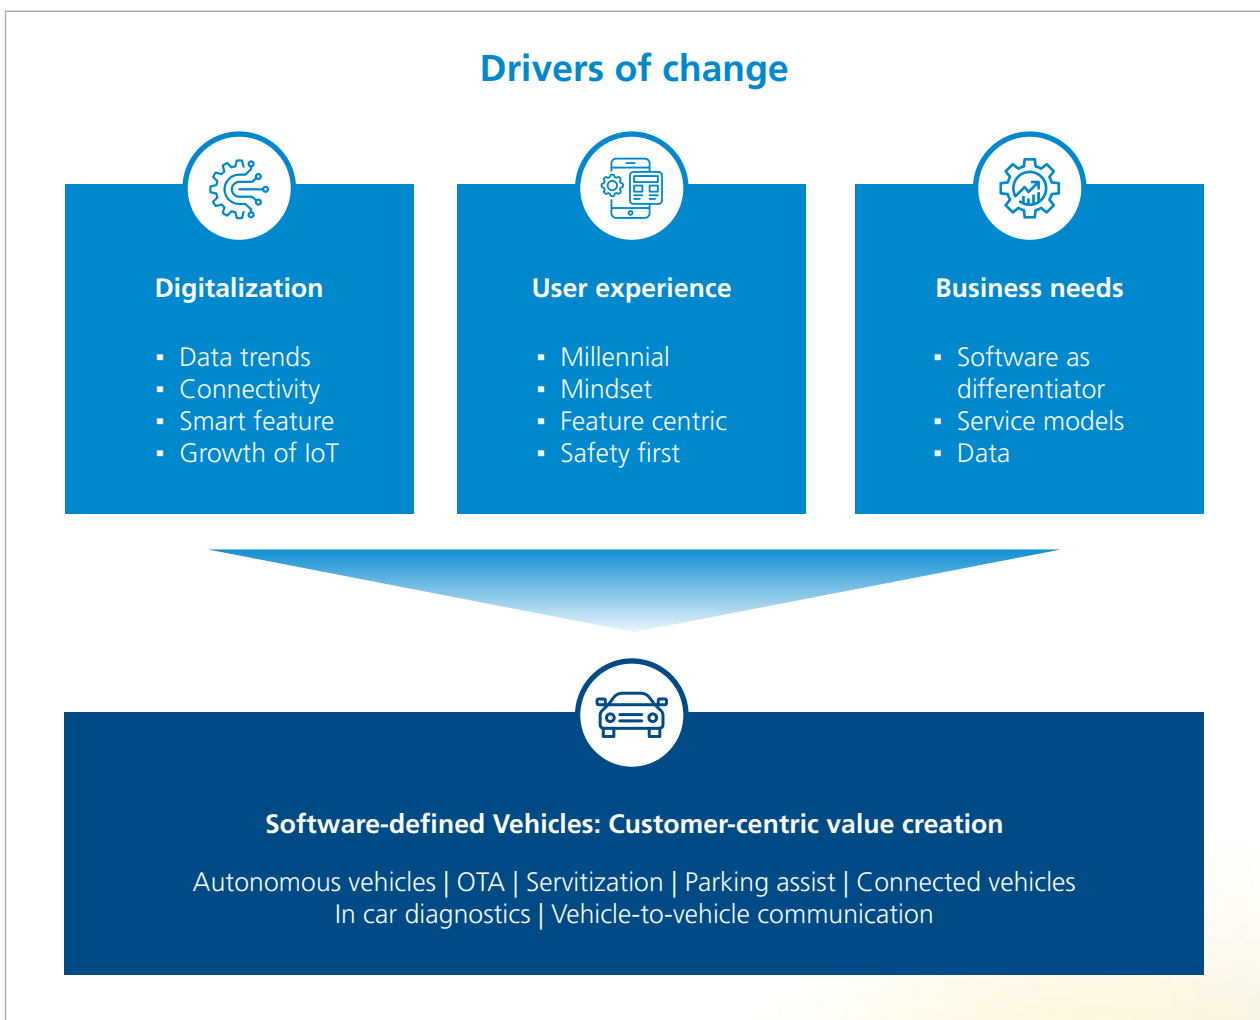 Drivers of change
Digitalization
▪ Data trends
▪ Connectivity
▪ Smart feature
▪ Growth of IoT
User experience
▪ Millennial
▪ Mindset
▪ Feature centric
▪ Safety first
Business needs
▪ Software as
differentiator
▪ Service models
▪ Data
Software-defined Vehicles: Customer-centric value creation
Autonomous vehicles | OTA | Servitization | Parking assist | Connected vehicles
In car diagnostics | Vehicle-to-vehicle communication